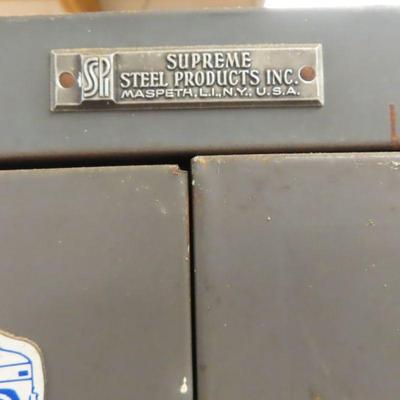 SPI
SUPREME
STEEL PRODUCTS INC.
MASPETH, L.I., N.Y., U.S.A.